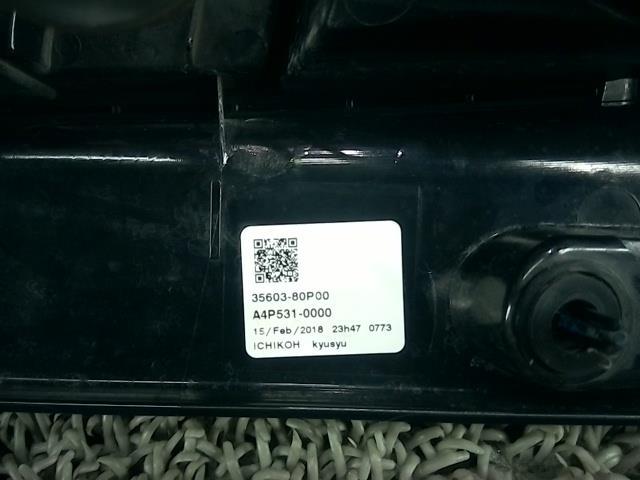 35603-80P00
A4P531-0000
15/Feb/2018 23h47 0773
ICHIKOH kyusyu